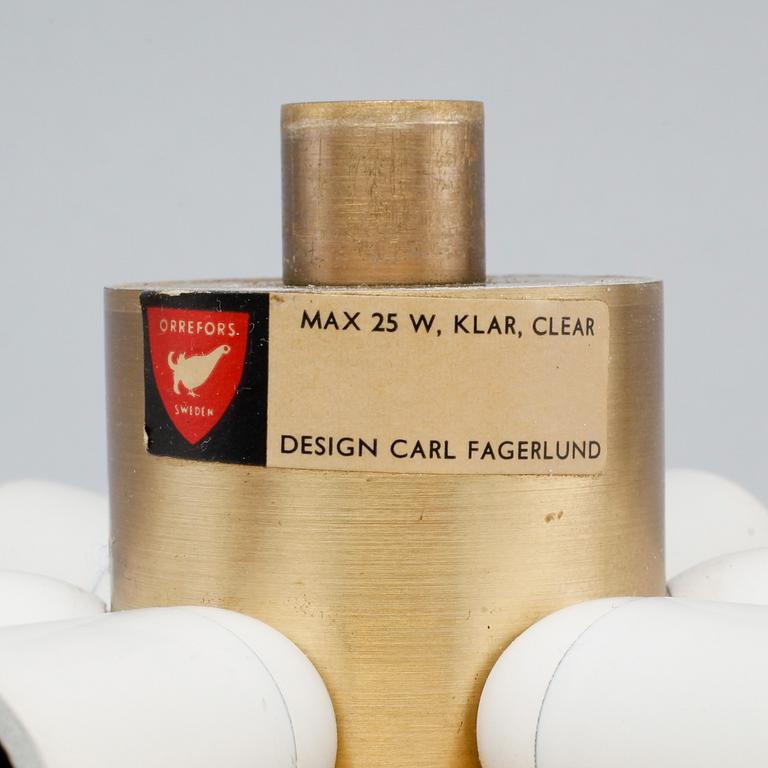 ORREFORS.
SWEDEN
MAX 25 W, KLAR, CLEAR
DESIGN CARL FAGERLUND